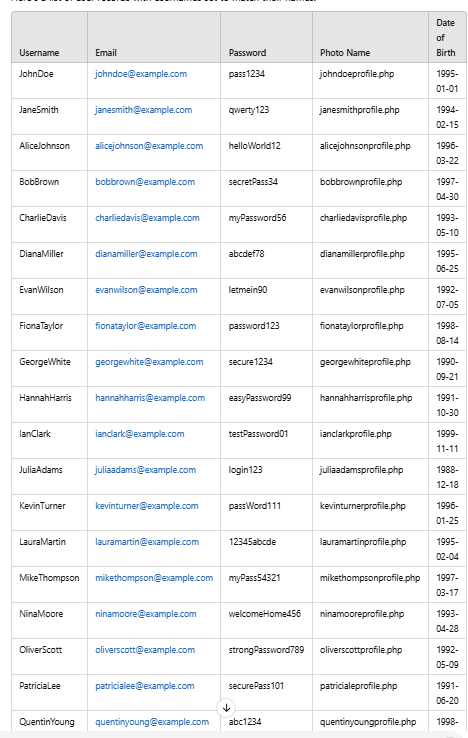 Here's a list of user records with usernames set to match their names:
Username Email Password Photo Name Date of Birth
JohnDoe johndoe@example.com pass1234 johndoeprofile.php 1995-01-01
JaneSmith janesmith@example.com qwerty123 janesmithprofile.php 1994-02-15
AliceJohnson alicejohnson@example.com helloWorld12 alicejohnsonprofile.php 1996-03-22
BobBrown bobbrown@example.com secretPass34 bobbrownprofile.php 1997-04-30
CharlieDavis charliedavis@example.com myPassword56 charliedavisprofile.php 1993-05-10
DianaMiller dianamiller@example.com abcdef78 dianamillerprofile.php 1995-06-25
EvanWilson evanwilson@example.com letmein90 evanwilsonprofile.php 1992-07-05
FionaTaylor fionataylor@example.com password123 fionataylorprofile.php 1998-08-14
GeorgeWhite georgewhite@example.com secure1234 georgewhiteprofile.php 1990-09-21
HannahHarris hannahharris@example.com easyPassword99 hannahharrisprofile.php 1991-10-30
IanClark ianclark@example.com testPassword01 ianclarkprofile.php 1999-11-11
JuliaAdams juliaadams@example.com login123 juliaadamsprofile.php 1988-12-18
KevinTurner kevinturner@example.com passWord111 kevinturnerprofile.php 1996-01-25
LauraMartin lauramartin@example.com 12345abcde lauramartinprofile.php 1995-02-04
MikeThompson mikethompson@example.com myPass54321 mikethompsonprofile.php 1997-03-17
NinaMoore ninamoore@example.com welcomeHome456 ninamooreprofile.php 1993-04-28
OliverScott oliverscott@example.com strongPassword789 oliverscottprofile.php 1992-05-09
PatriciaLee patricialee@example.com securePass101 patricialeprofile.php 1991-06-20
QuentinYoung quentinyoung@example.com abc1234 quentinyoungprofile.php 1998-